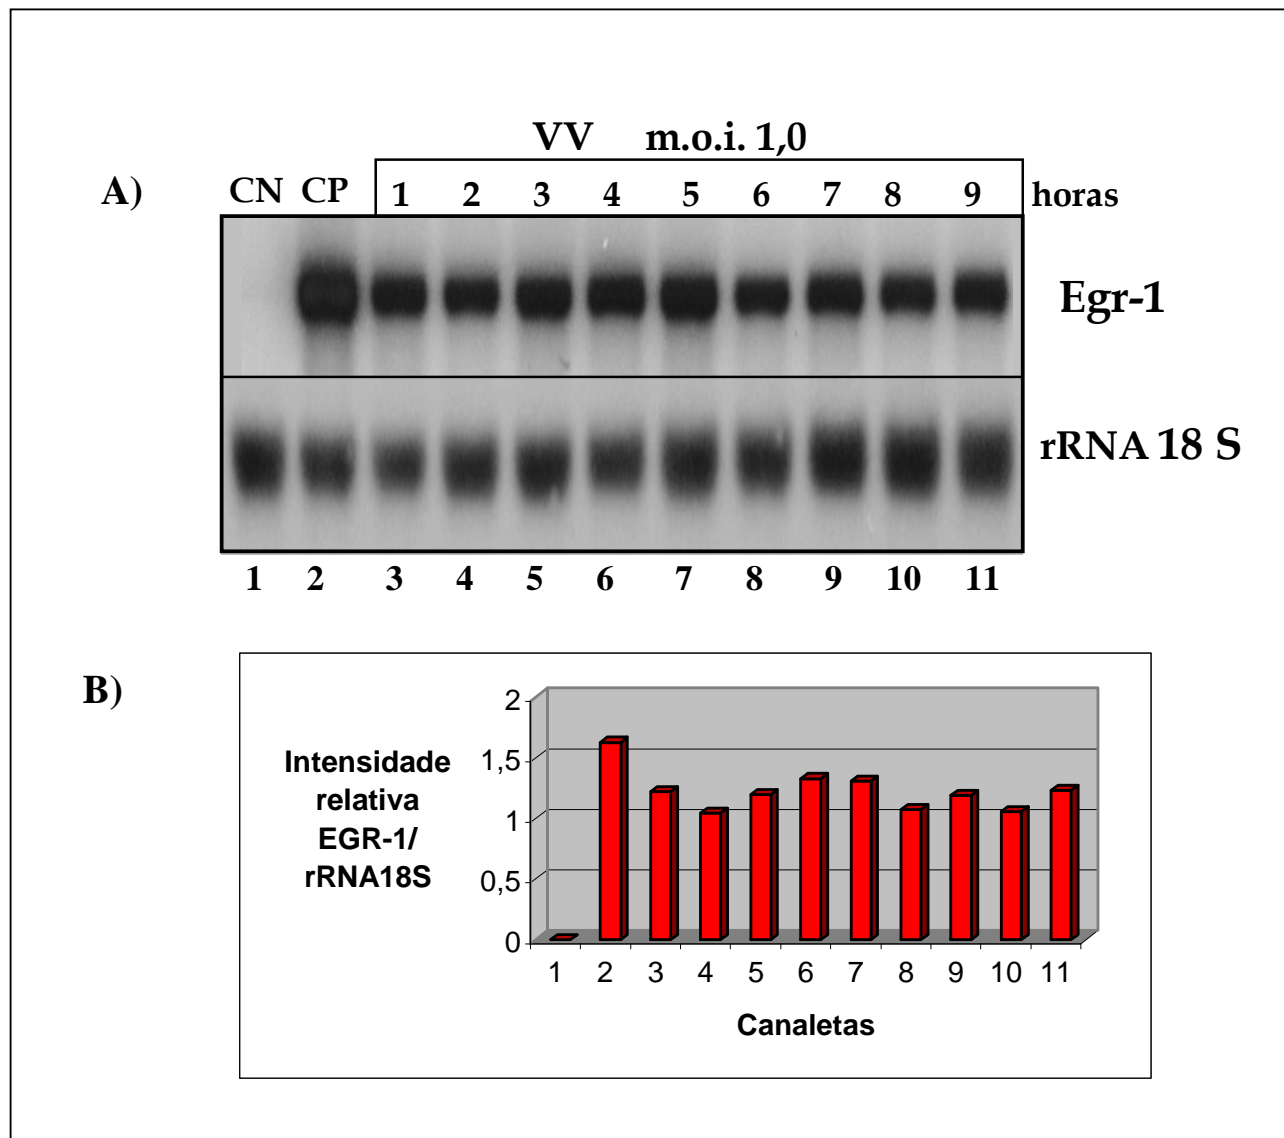 VV m.o.i. 1,0
A) CN CP 1 2 3 4 5 6 7 8 9 horas
Egr-1
rRNA 18 S
1 2 3 4 5 6 7 8 9 10 11
B)
Intensidade
relativa
EGR-1/
rRNA18S
2
1,5
1
0,5
0
1 2 3 4 5 6 7 8 9 10 11
Canaletas